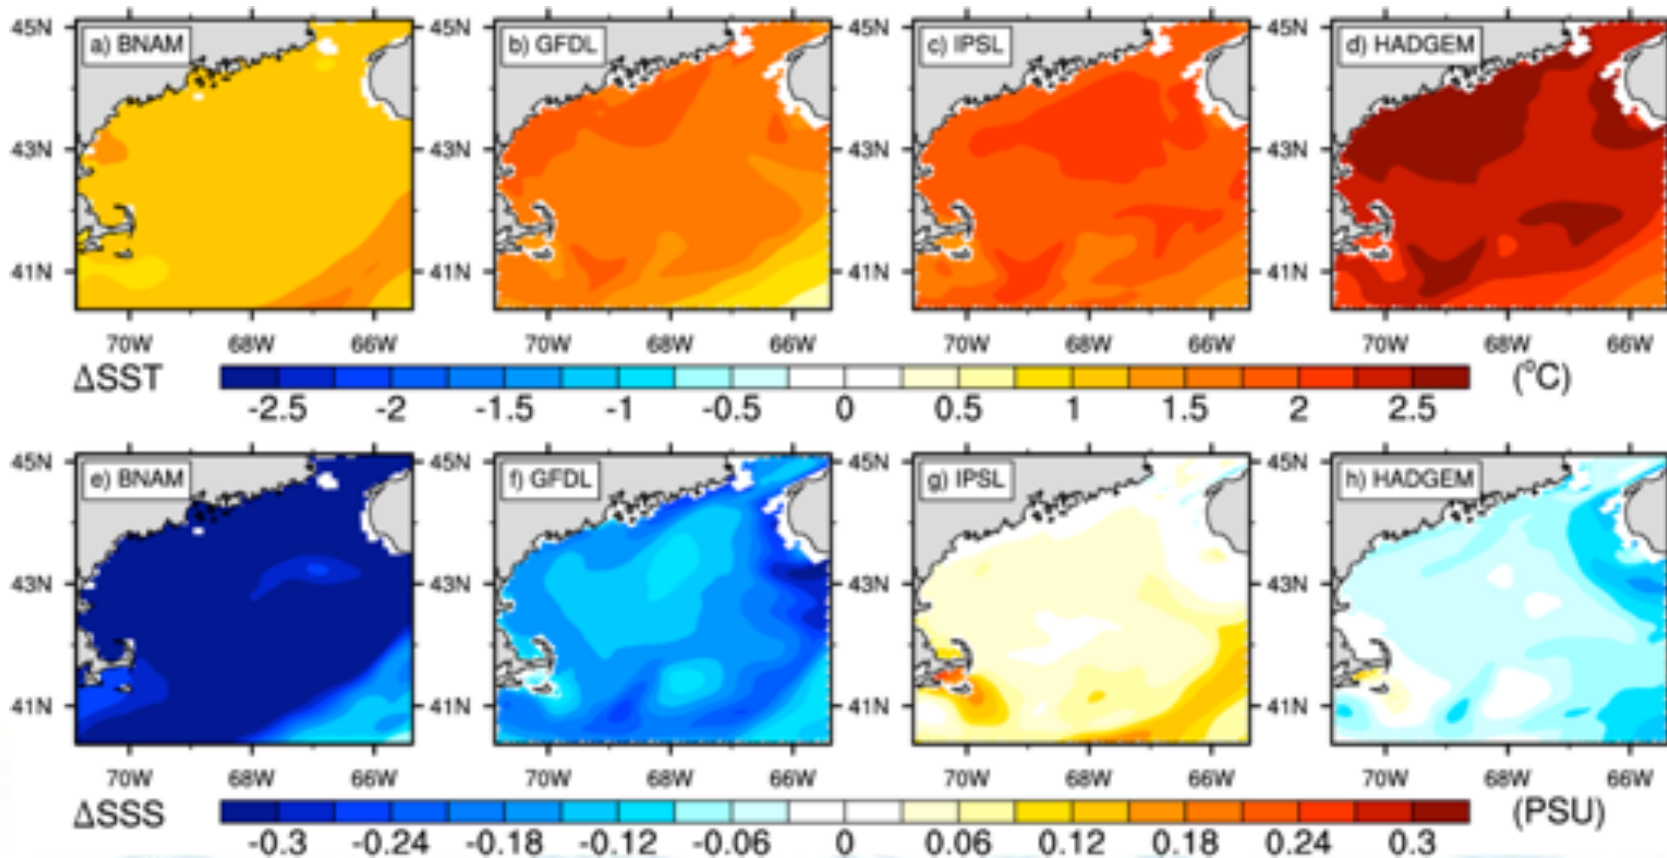 45N a) BNAM 45N b) GFDL 45N c) IPSL 45N d) HADGEM
43N 43N 43N 43N
41N 41N 41N 41N
70W 68W 66W 70W 68W 66W 70W 68W 66W 70W 68W 66W
ΔSST (°C)
-2.5 -2 -1.5 -1 -0.5 0 0.5 1 1.5 2 2.5
45N e) BNAM 45N f) GFDL 45N g) IPSL 45N h) HADGEM
43N 43N 43N 43N
41N 41N 41N 41N
70W 68W 66W 70W 68W 66W 70W 68W 66W 70W 68W 66W
ΔSSS (PSU)
-0.3 -0.24 -0.18 -0.12 -0.06 0 0.06 0.12 0.18 0.24 0.3